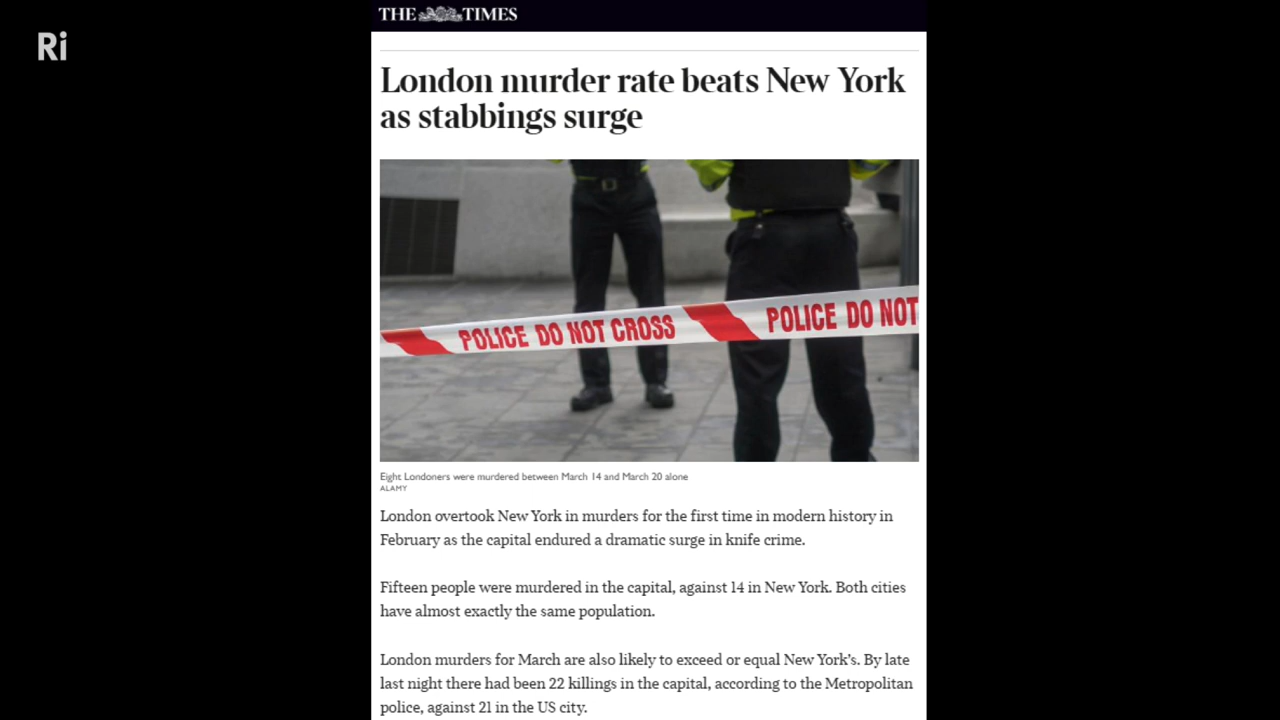 Ri
THE TIMES
London murder rate beats New York
as stabbings surge
POLICE DO NOT CROSS POLICE DO NOT
Eight Londoners were murdered between March 14 and March 20 alone
ALAMY
London overtook New York in murders for the first time in modern history in
February as the capital endured a dramatic surge in knife crime.
Fifteen people were murdered in the capital, against 14 in New York. Both cities
have almost exactly the same population.
London murders for March are also likely to exceed or equal New York's. By late
last night there had been 22 killings in the capital, according to the Metropolitan
police, against 21 in the US city.